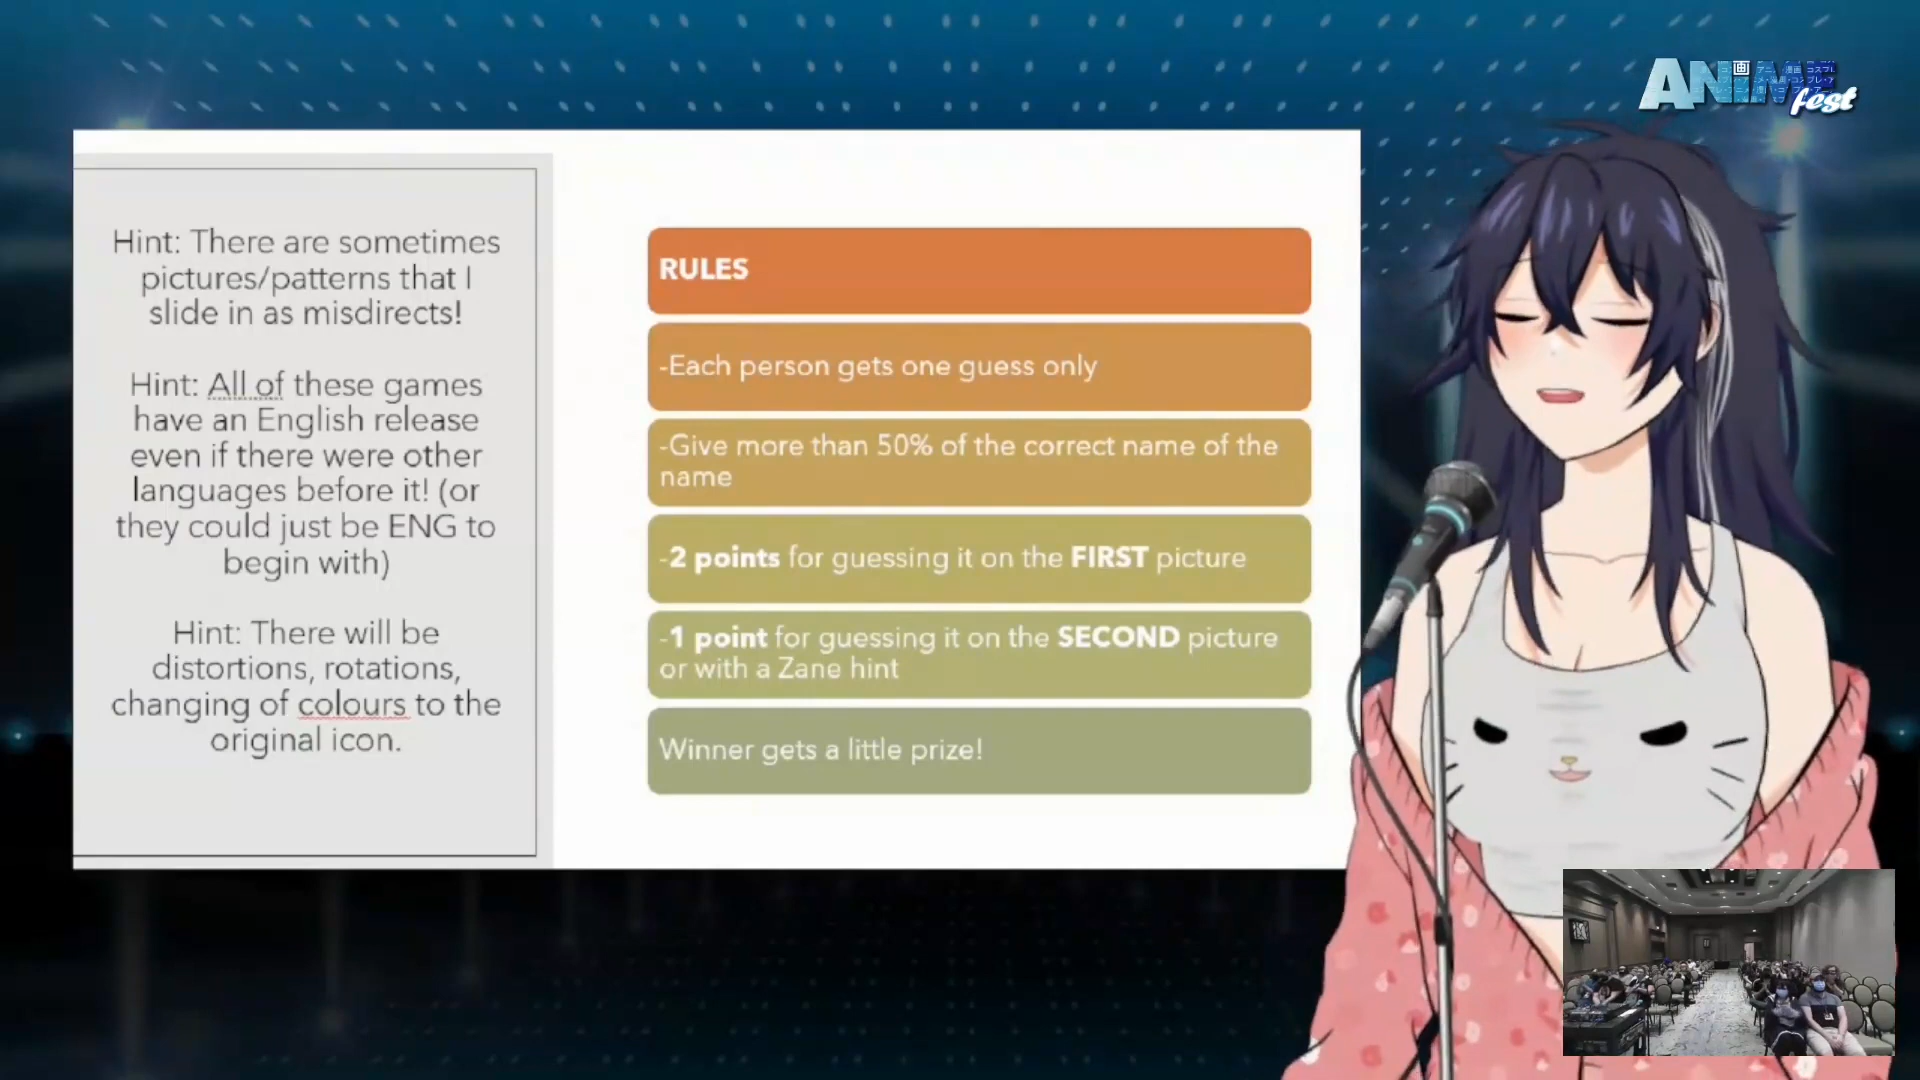 ANIME
fest
Hint: There are sometimes
pictures/patterns that I
slide in as misdirects!
Hint: All of these games
have an English release
even if there were other
languages before it! (or
they could just be ENG to
begin with)
Hint: There will be
distortions, rotations,
changing of colours to the
original icon.
RULES
-Each person gets one guess only
-Give more than 50% of the correct name of the
name
-2 points for guessing it on the FIRST picture
-1 point for guessing it on the SECOND picture
or with a Zane hint
Winner gets a little prize!